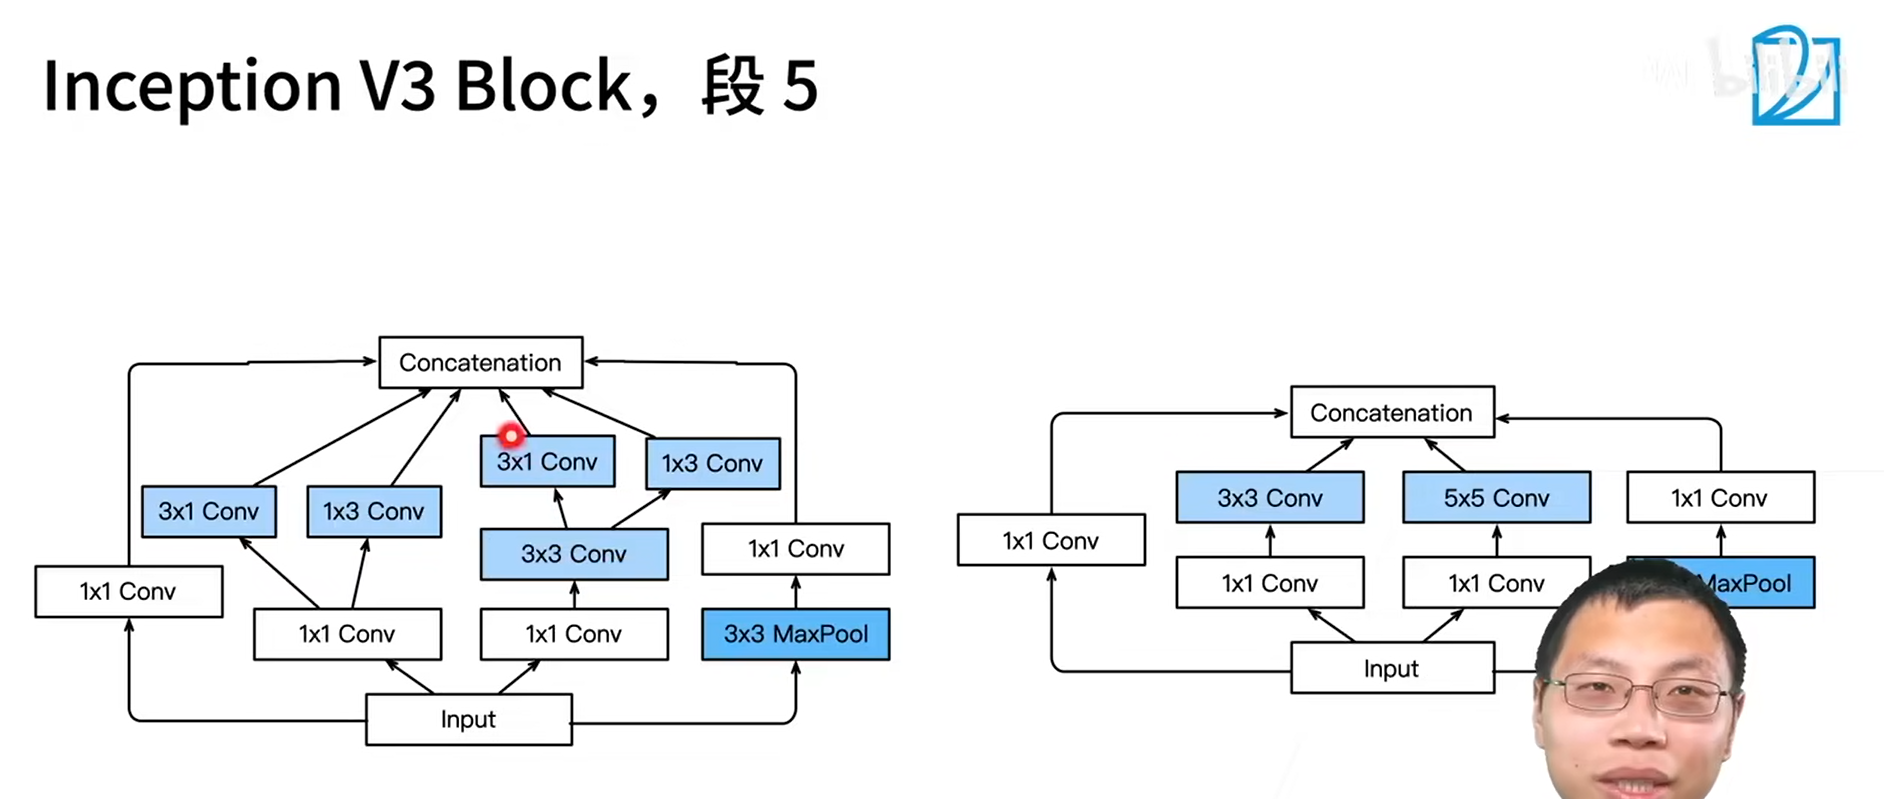 Inception V3 Block，段 5
bilibili
Concatenation
3x1 Conv
1x3 Conv
3x1 Conv
1x3 Conv
3x3 Conv
1x1 Conv
1x1 Conv
1x1 Conv
1x1 Conv
3x3 MaxPool
Input
Concatenation
3x3 Conv
5x5 Conv
1x1 Conv
1x1 Conv
1x1 Conv
1x1 Conv
MaxPool
Input